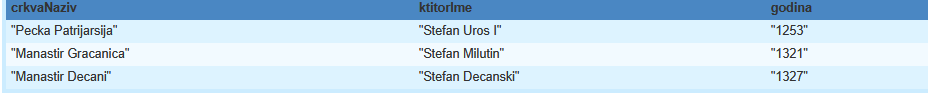 crkvaNaziv ktitorIme godina
"Pecka Patrijarsija" "Stefan Uros I" "1253"
"Manastir Gracanica" "Stefan Milutin" "1321"
"Manastir Decani" "Stefan Decanski" "1327"